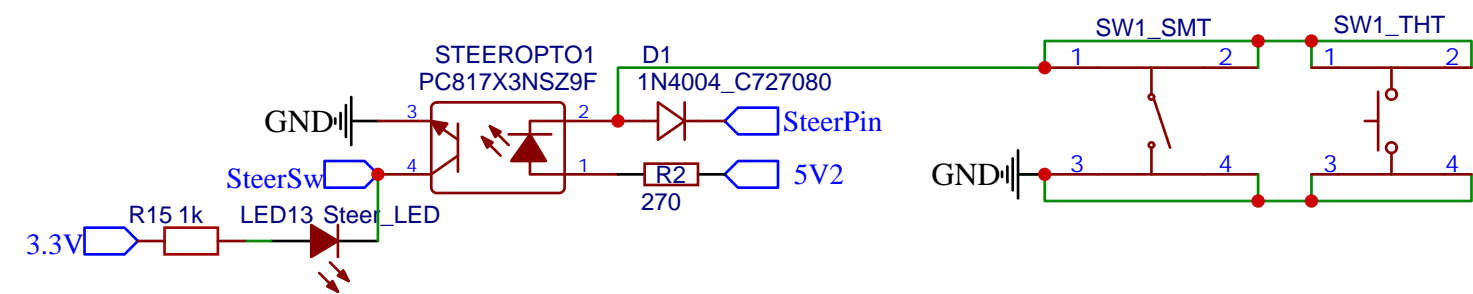 SW1_SMT
SW1_THT
STEEROPTO1
D1
PC817X3NSZ9F
1N4004_C727080
1
2
1
2
GND
3
2
SteerPin
SteerSw
4
1
R2
5V2
270
GND
3
4
3
4
R15 1k
LED13 Steer_LED
3.3V